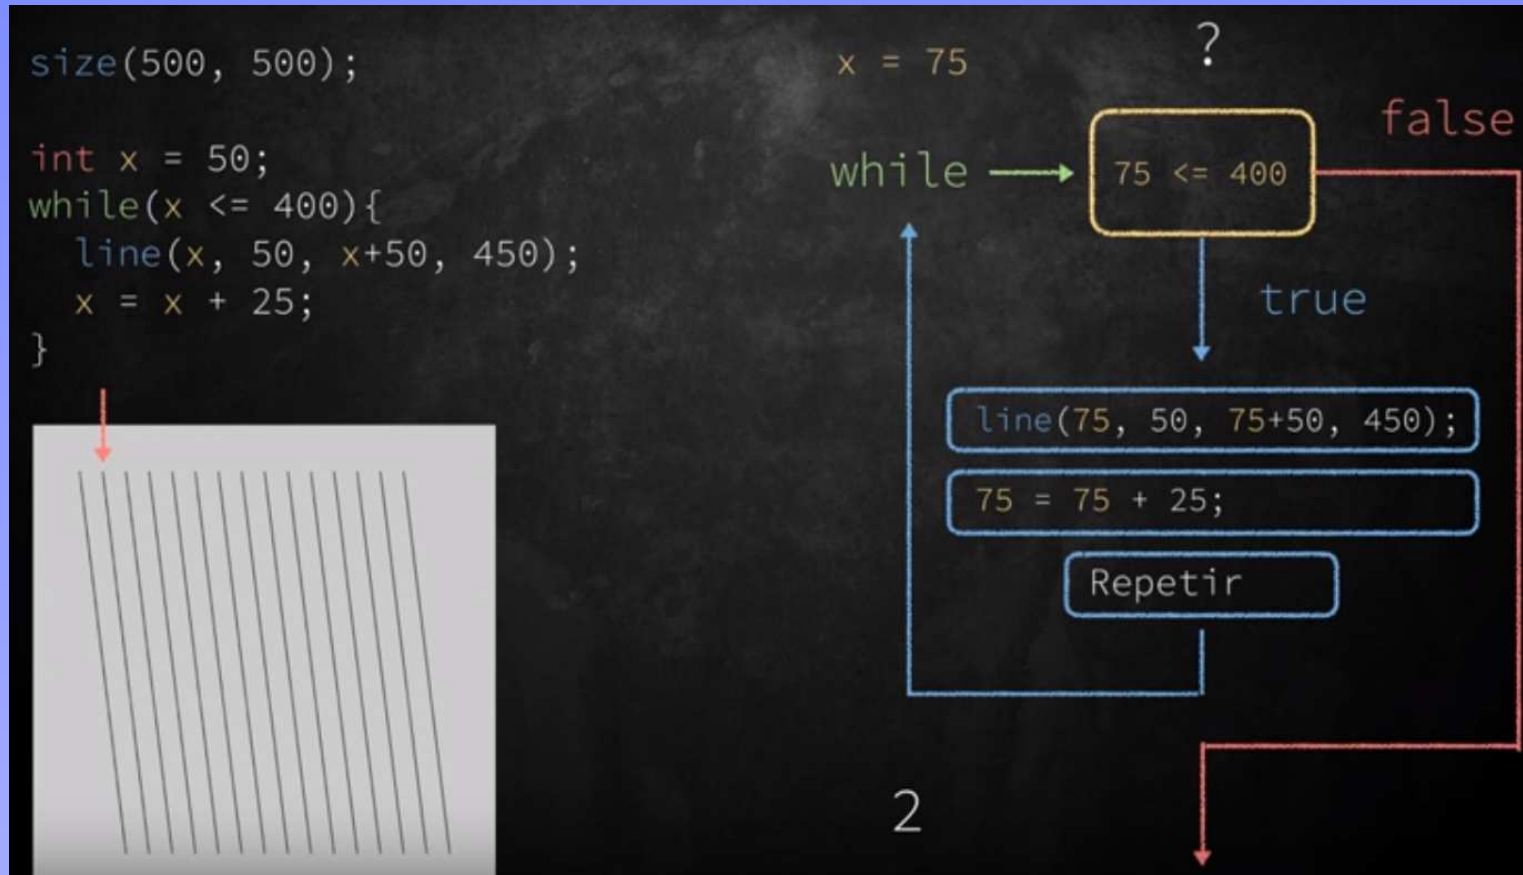 size(500, 500);
int x = 50;
while(x <= 400){
line(x, 50, x+50, 450);
x = x + 25;
}
x = 75
?
while
75 <= 400
false
true
line(75, 50, 75+50, 450);
75 = 75 + 25;
Repetir
2